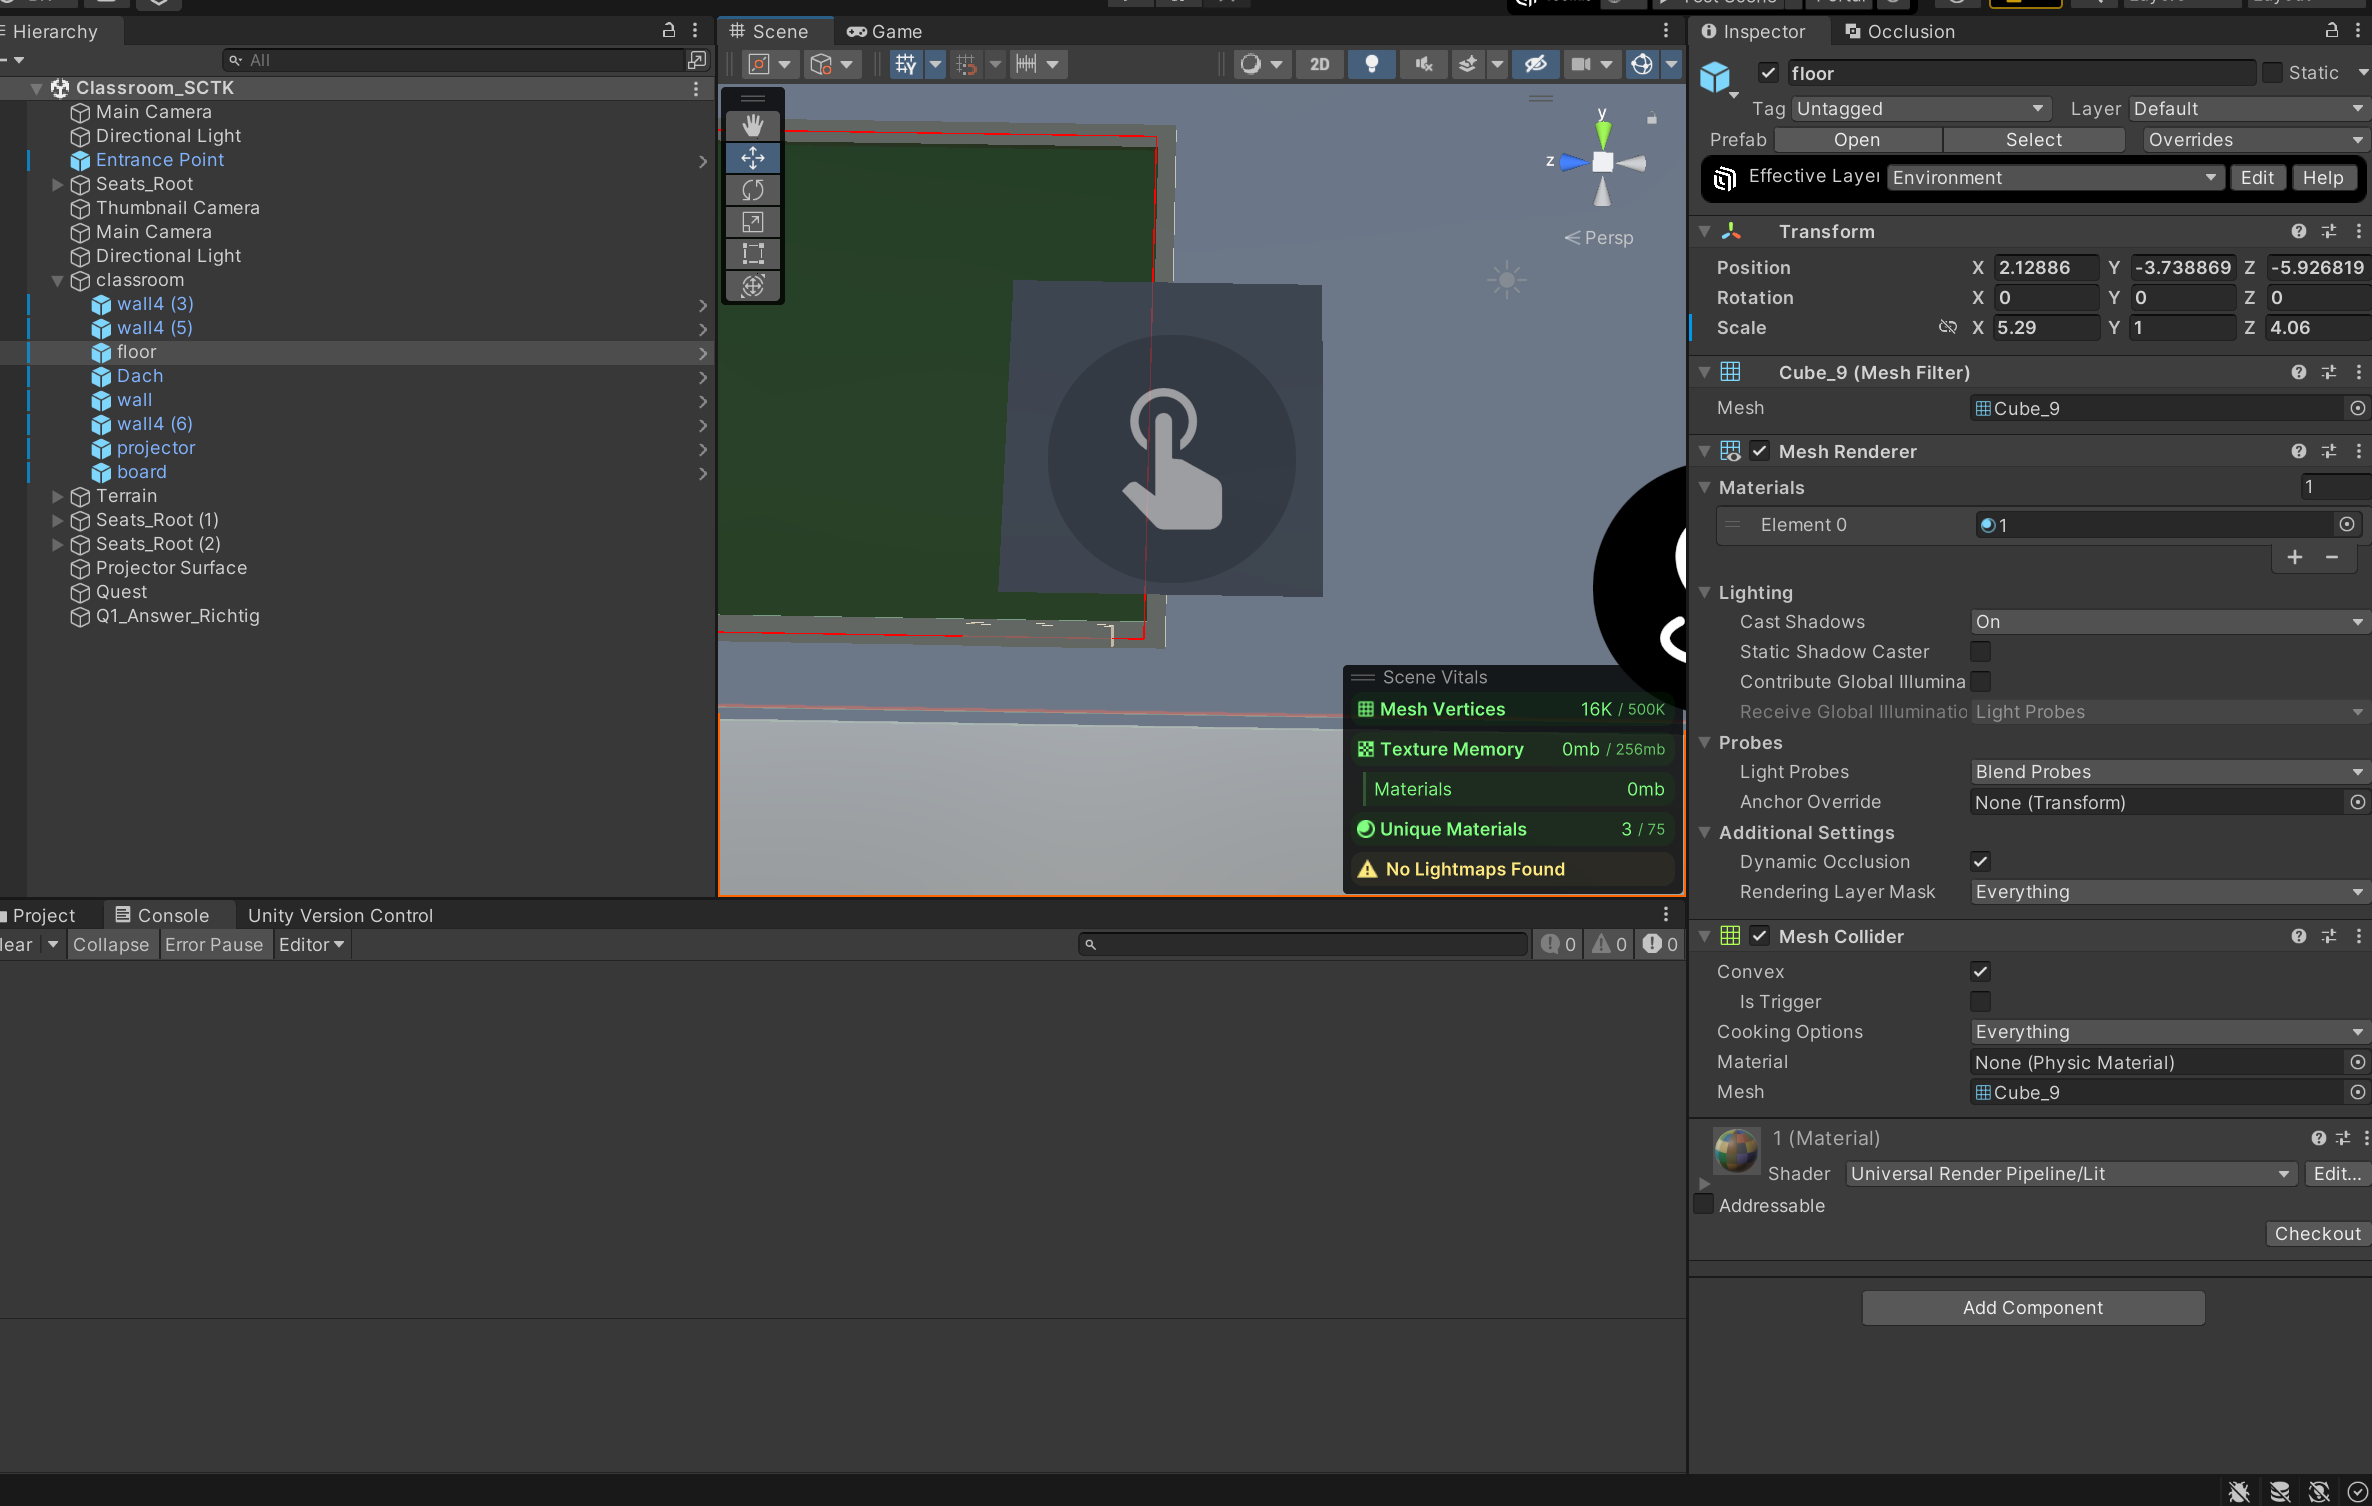 Hierarchy
All
Classroom_SCTK
Main Camera
Directional Light
Entrance Point
Seats_Root
Thumbnail Camera
Main Camera
Directional Light
classroom
wall4 (3)
wall4 (5)
floor
Dach
wall
wall4 (6)
projector
board
Terrain
Seats_Root (1)
Seats_Root (2)
Projector Surface
Quest
Q1_Answer_Richtig
Scene Game
2D
y
z
Persp
Scene Vitals
Mesh Vertices 16K / 500K
Texture Memory 0mb / 256mb
Materials 0mb
Unique Materials 3 / 75
No Lightmaps Found
Project Console Unity Version Control
lear Collapse Error Pause Editor 0 0 0
Inspector Occlusion
floor Static
Tag Untagged Layer Default
Prefab Open Select Overrides
Effective Layer Environment Edit Help
Transform
Position X 2.12886 Y -3.738869 Z -5.926819
Rotation X 0 Y 0 Z 0
Scale X 5.29 Y 1 Z 4.06
Cube_9 (Mesh Filter)
Mesh Cube_9
Mesh Renderer
Materials 1
Element 0 1
Lighting
Cast Shadows On
Static Shadow Caster
Contribute Global Illumina
Receive Global Illuminatio Light Probes
Probes
Light Probes Blend Probes
Anchor Override None (Transform)
Additional Settings
Dynamic Occlusion
Rendering Layer Mask Everything
Mesh Collider
Convex
Is Trigger
Cooking Options Everything
Material None (Physic Material)
Mesh Cube_9
1 (Material)
Shader Universal Render Pipeline/Lit Edit...
Addressable
Checkout
Add Component